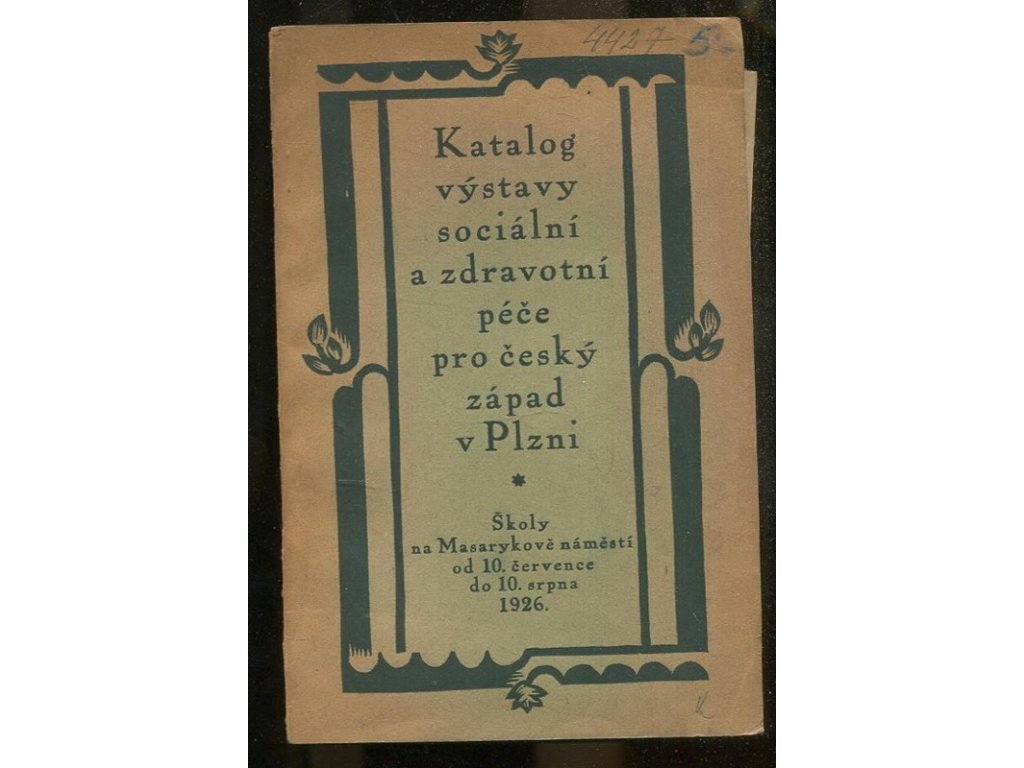 4427 5-
Katalog
výstavy
sociální
a zdravotní
péče
pro český
západ
v Plzni
*
Školy
na Masarykově náměstí
od 10. července
do 10. srpna
1926.